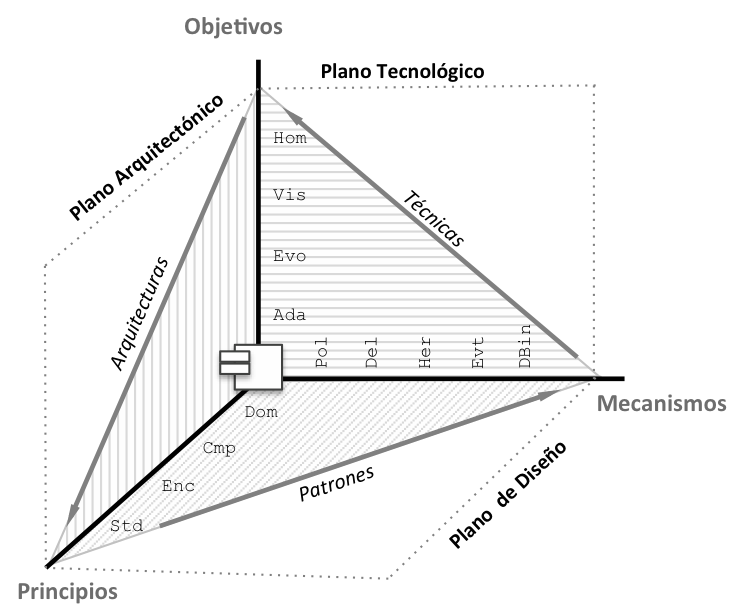 Objetivos
Plano Tecnológico
Plano Arquitectónico
Hom
Vis
Técnicas
Evo
Arquitecturas
Ada
Pol
Del
Her
Evt
DBin
Mecanismos
Dom
Cmp
Enc
Patrones
Plano de Diseño
Std
Principios